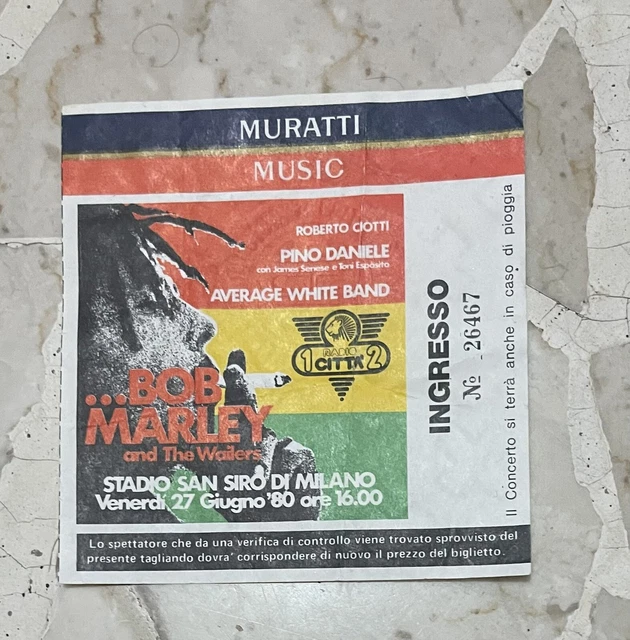 MURATTI
MUSIC
ROBERTO CIOTTI
PINO DANIELE
con James Senese e Toni Esposito
AVERAGE WHITE BAND
RADIO
1 CITTA' 2
...BOB
MARLEY
and The Wailers
STADIO SAN SIRO DI MILANO
Venerdi 27 Giugno '80 ore 16.00
INGRESSO
Nº 26467
Il Concerto si terrà anche in caso di pioggia
Lo spettatore che da una verifica di controllo viene trovato sprovvisto del
presente tagliando dovra' corrispondere di nuovo il prezzo del biglietto.